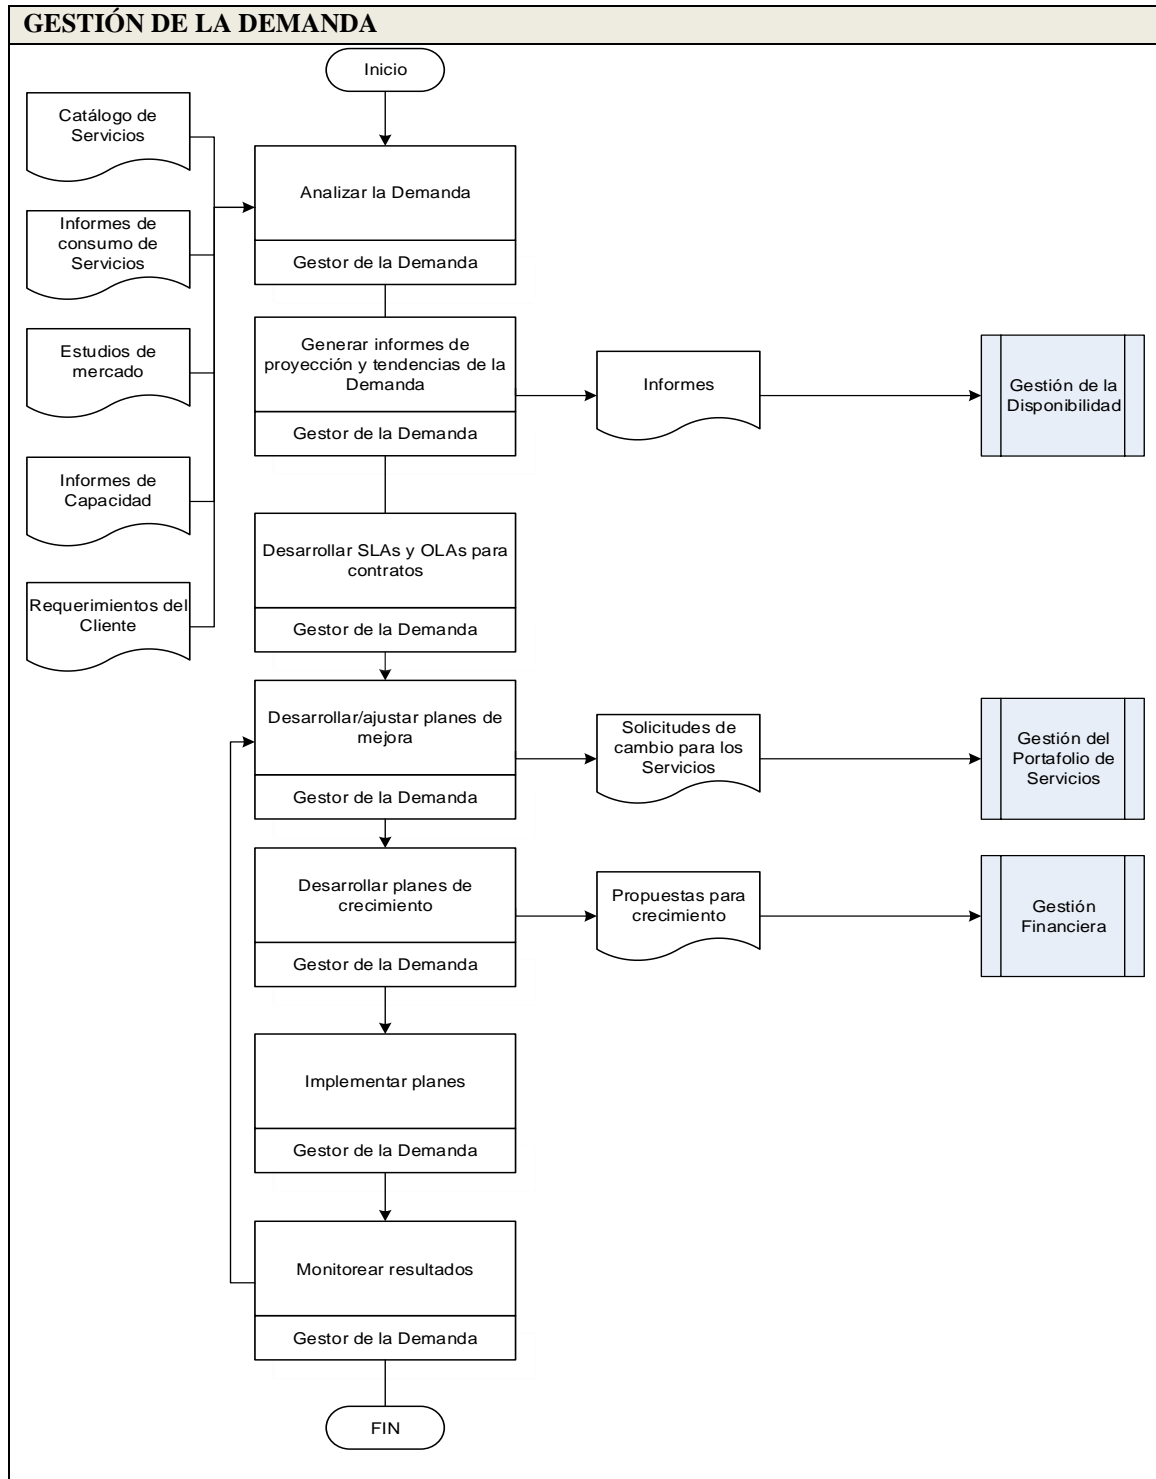 GESTIÓN DE LA DEMANDA
Inicio
Catálogo de
Servicios
Analizar la Demanda
Gestor de la Demanda
Informes de
consumo de
Servicios
Generar informes de
proyección y tendencias de la
Demanda
Gestor de la Demanda
Informes
Gestión de la
Disponibilidad
Estudios de
mercado
Informes de
Capacidad
Desarrollar SLAs y OLAs para
contratos
Gestor de la Demanda
Requerimientos del
Cliente
Desarrollar/ajustar planes de
mejora
Gestor de la Demanda
Solicitudes de
cambio para los
Servicios
Gestión del
Portafolio de
Servicios
Desarrollar planes de
crecimiento
Gestor de la Demanda
Propuestas para
crecimiento
Gestión
Financiera
Implementar planes
Gestor de la Demanda
Monitorear resultados
Gestor de la Demanda
FIN